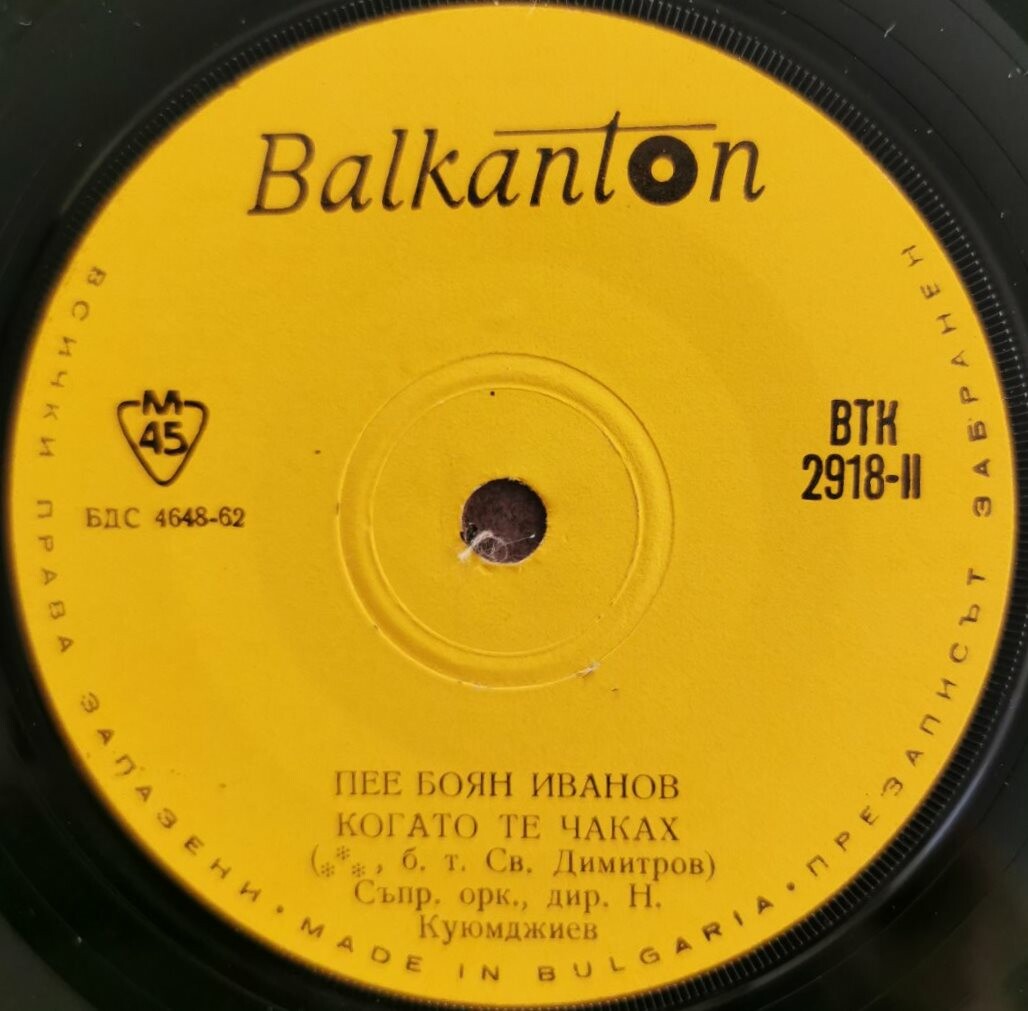 Balkanton
М
45
БДС 4648-62
ВТК
2918-II
ПЕЕ БОЯН ИВАНОВ
КОГАТО ТЕ ЧАКАХ
(***, б. т. Св. Димитров)
Съпр. орк., дир. Н.
Куюмджиев
ВСИЧКИ ПРАВА ЗАПАЗЕНИ • MADE IN BULGARIA • ПРЕЗАПИСЪТ ЗАБРАНЕН